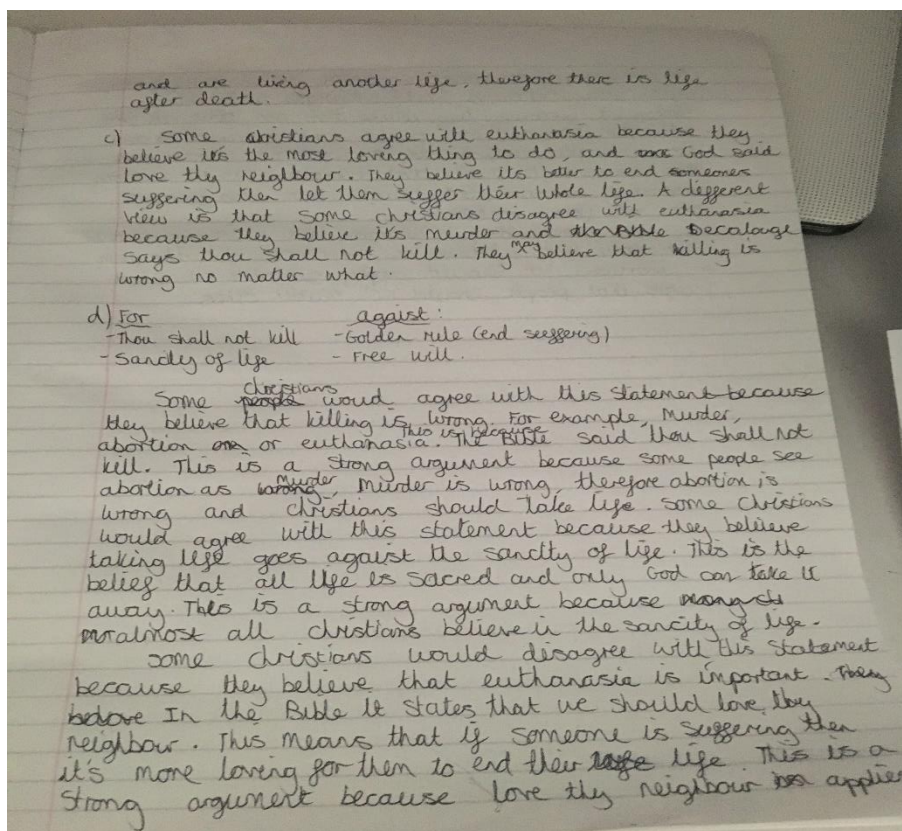 and are living another life, therefore there is life
after death.
c) Some christians agree with euthanasia because they
believe its the most loving thing to do, and God said
love thy neighbour. They believe its better to end someones
suffering then let them suffer their whole life. A different
view is that some christians disagree with euthanasia
because they believe its murder and the Decalouge
says thou shall not kill. They may believe that killing is
wrong no matter what.
d) For agaist:
- Thou shall not kill - Golden rule (end suffering)
- Sancity of life - Free will.
Some christians woud agree with this statement because
they believe that killing is wrong. For example, Murder,
abortion or euthanasia. This is because The Bible said thou shall not
kill. This is a strong argument because some people see
abortion as Murder, Murder is wrong, therefore abortion is
wrong and christians should take life. Some Christians
would agree with this statement because they believe
taking life goes agaist the sanctity of life. This is the
belief that all life is sacred and only God can take it
away. This is a strong argument because
almost all christians believe in the sancity of life.
Some christians would disagree with this statement
because they believe that euthanasia is important.
In the Bible it states that we should love thy
neighbour. This means that if someone is suffering then
it's more loving for them to end their life. This is a
strong argument because love thy neighbour applies